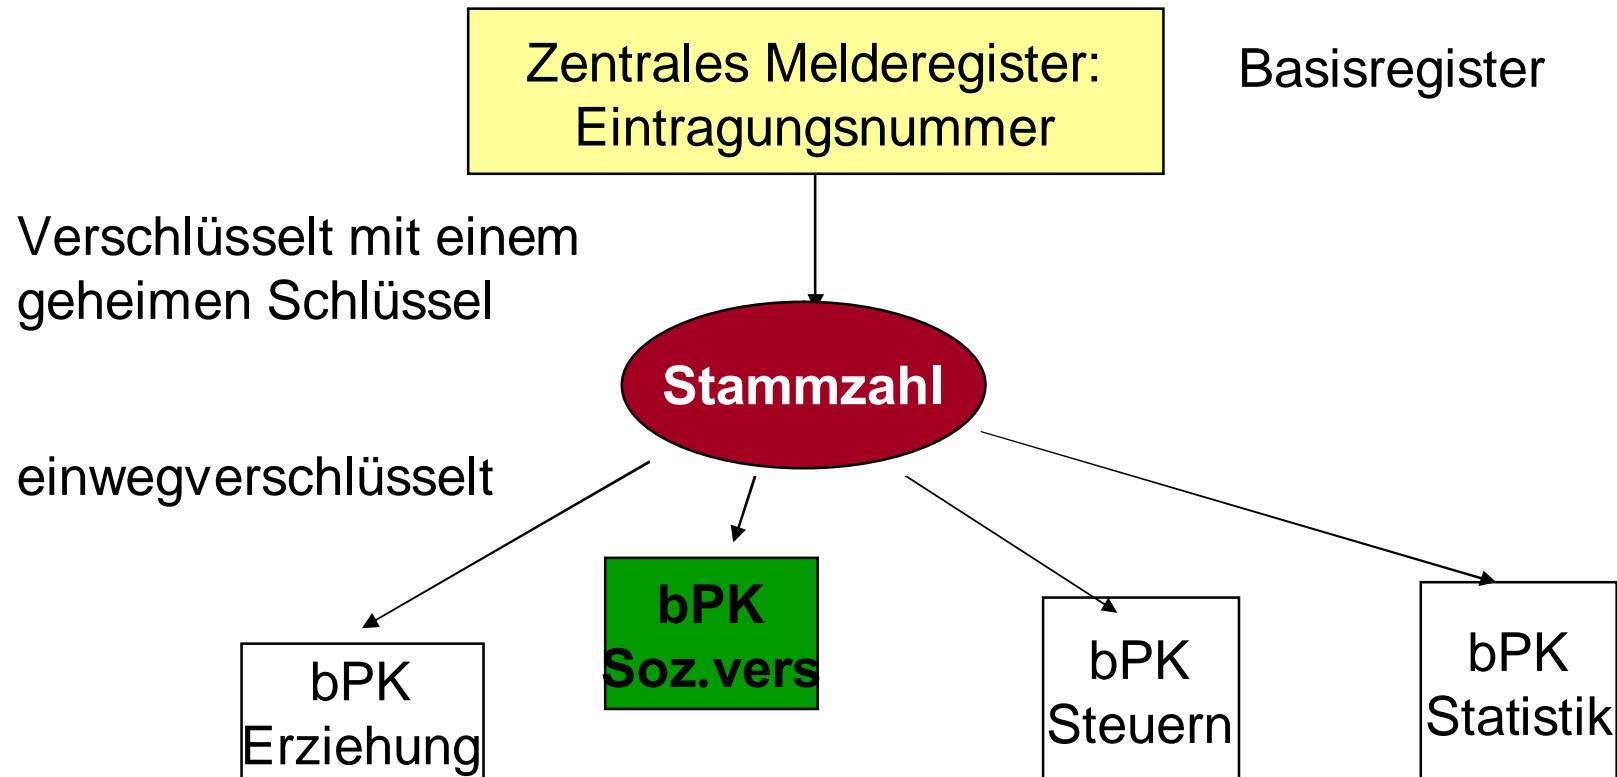 Zentrales Melderegister:
Eintragungsnummer
Basisregister
Verschlüsselt mit einem
geheimen Schlüssel
Stammzahl
einwegverschlüsselt
bPK
Erziehung
bPK
Soz.vers
bPK
Steuern
bPK
Statistik